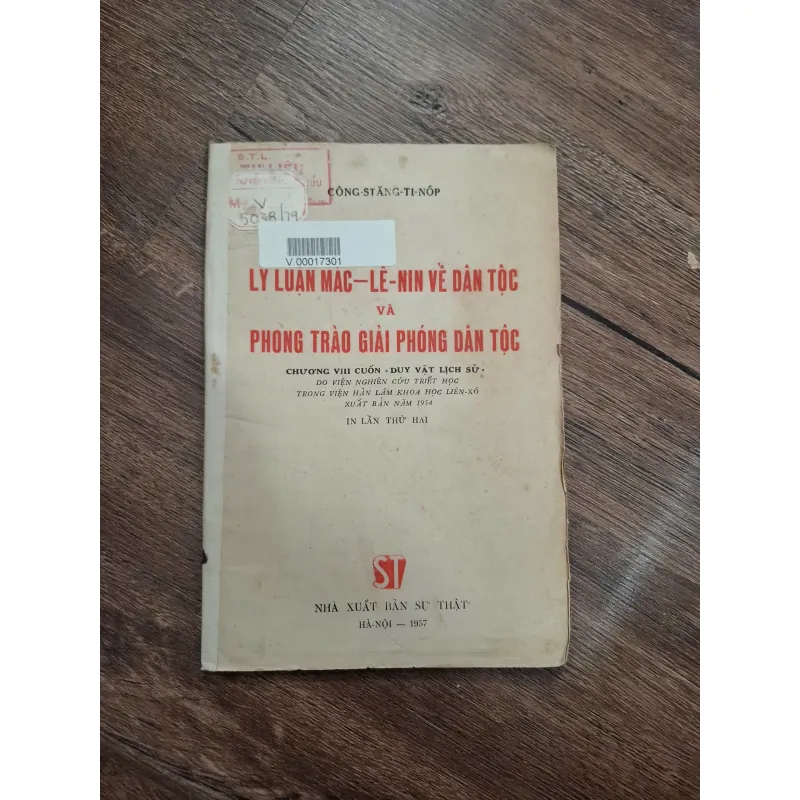 Đ.T.L.
M V
5038/79
CÔNG-STĂNG-TI-NỐP
V.00017301
LÝ LUẬN MÁC—LÊ-NIN VỀ DÂN TỘC
VÀ
PHONG TRÀO GIẢI PHÓNG DÂN TỘC
CHƯƠNG VIII CUỐN «DUY VẬT LỊCH SỬ»
DO VIỆN NGHIÊN CỨU TRIẾT HỌC
TRONG VIỆN HÀN LÂM KHOA HỌC LIÊN-XÔ
XUẤT BẢN NĂM 1954
IN LẦN THỨ HAI
ST
NHÀ XUẤT BẢN SỰ THẬT
HÀ-NỘI — 1957